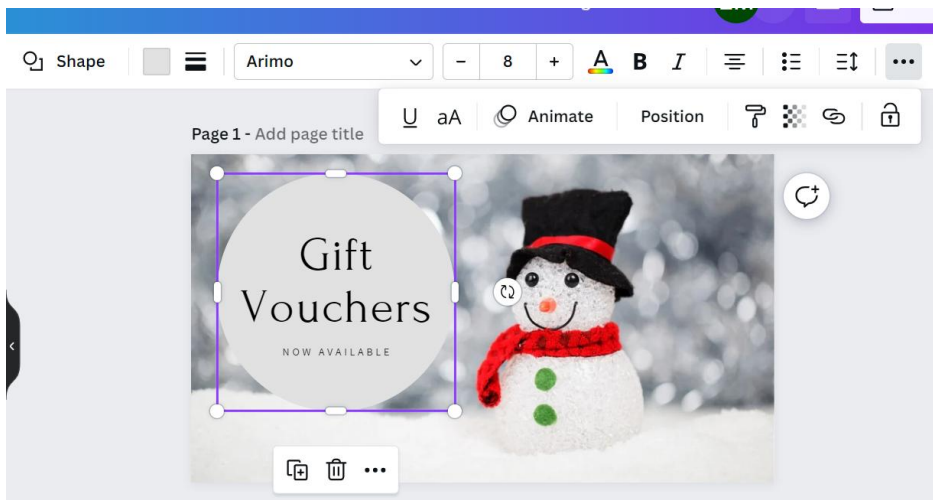 Shape
Arimo
- 8 +
A B I
U aA Animate Position
Page 1 - Add page title
Gift
Vouchers
NOW AVAILABLE